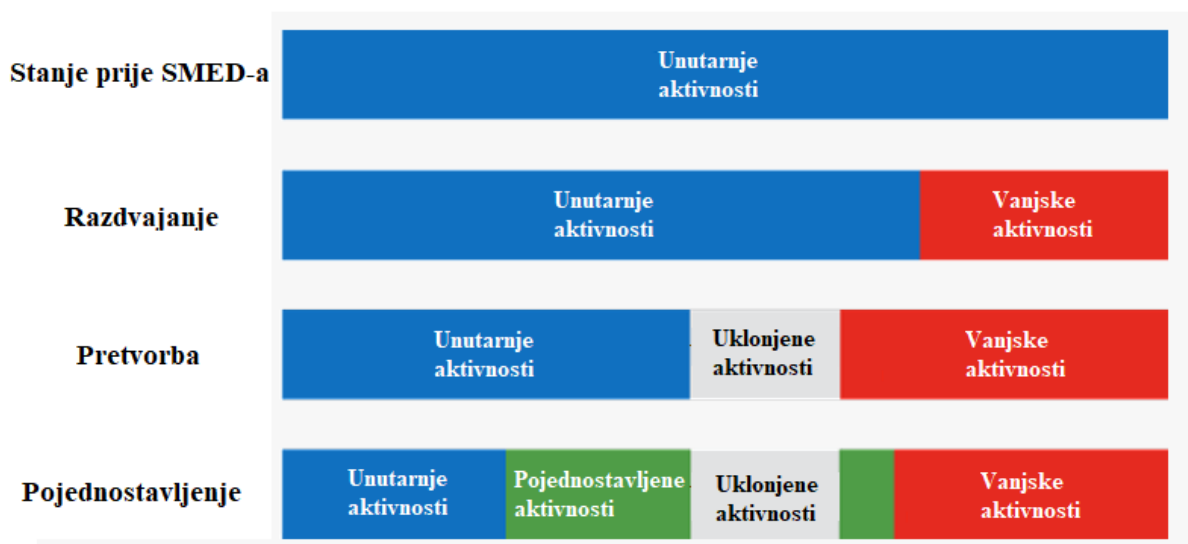 Stanje prije SMED-a
Unutarnje
aktivnosti
Razdvajanje
Unutarnje
aktivnosti
Vanjske
aktivnosti
Pretvorba
Unutarnje
aktivnosti
Uklonjene
aktivnosti
Vanjske
aktivnosti
Pojednostavljenje
Unutarnje
aktivnosti
Pojednostavljene
aktivnosti
Uklonjene
aktivnosti
Vanjske
aktivnosti